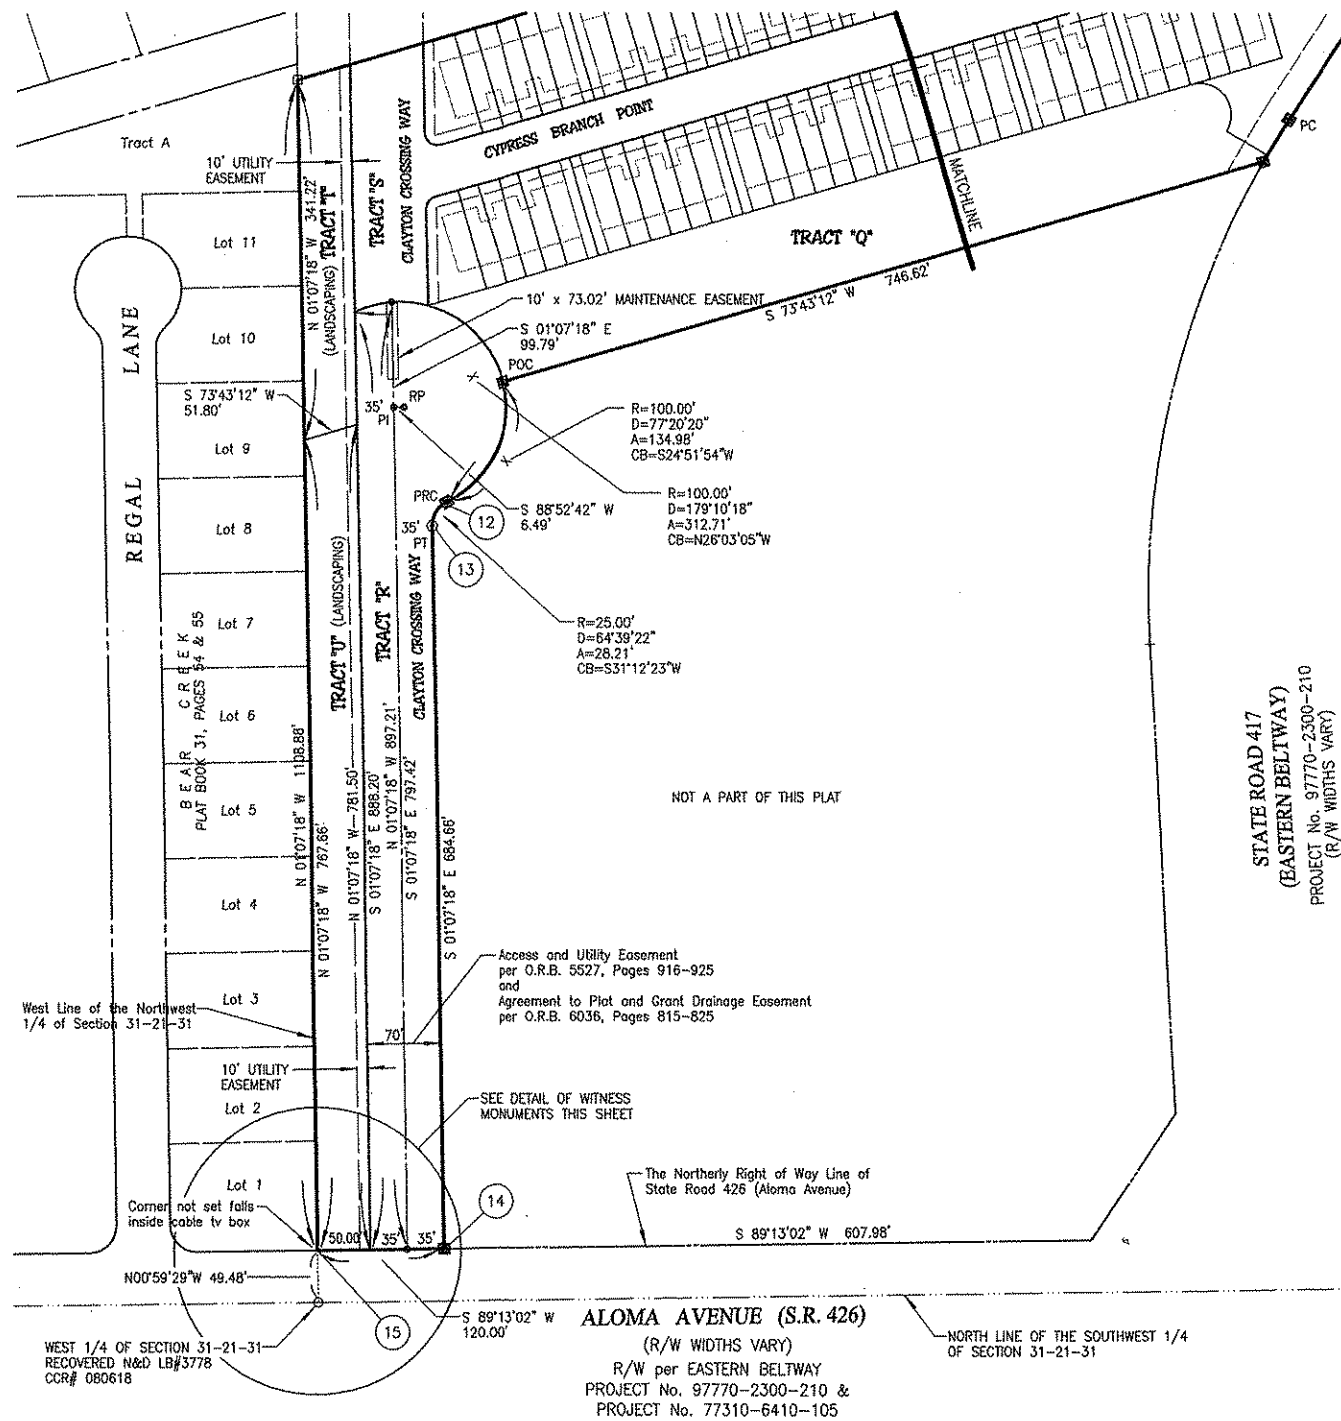 Tract A
10' UTILITY
EASEMENT
N 01°07'18" W 341.22'
(LANDSCAPING) TRACT "T"
TRACT "S"
CLAYTON CROSSING WAY
CYPRESS BRANCH POINT
MATCHLINE
PC
TRACT "Q"
S 73°43'12" W 746.62'
Lot 11
Lot 10
Lot 9
Lot 8
Lot 7
Lot 6
Lot 5
Lot 4
Lot 3
Lot 2
Lot 1
REGAL LANE
BEAR CREEK
PLAT BOOK 31, PAGES 54 & 55
S 73°43'12" W
51.80'
10' x 73.02' MAINTENANCE EASEMENT
S 01°07'18" E
99.79'
POC
35'
RP
PI
R=100.00'
D=77°20'20"
A=134.98'
CB=S24°51'54"W
R=100.00'
D=179°10'18"
A=312.71'
CB=N26°03'05"W
PRC
12
S 88°52'42" W
6.49'
35'
PT
13
R=25.00'
D=64°39'22"
A=28.21'
CB=S31°12'23"W
TRACT "U" (LANDSCAPING)
TRACT "R"
CLAYTON CROSSING WAY
N 01°07'18" W 1108.88'
N 01°07'18" W 767.66'
N 01°07'18" W 781.50'
S 01°07'18" E 888.20'
N 01°07'18" W 897.21'
S 01°07'18" E 797.42'
S 01°07'18" E 684.66'
NOT A PART OF THIS PLAT
STATE ROAD 417
(EASTERN BELTWAY)
PROJECT No. 97770-2300-210
(R/W WIDTHS VARY)
Access and Utility Easement
per O.R.B. 5527, Pages 916-925
and
Agreement to Plat and Grant Drainage Easement
per O.R.B. 6036, Pages 815-825
West Line of the Northwest
1/4 of Section 31-21-31
70'
10' UTILITY
EASEMENT
SEE DETAIL OF WITNESS
MONUMENTS THIS SHEET
The Northerly Right of Way Line of
State Road 426 (Aloma Avenue)
Corner not set falls
inside cable tv box
14
50.00'
35'
35'
S 89°13'02" W 607.98'
N00°59'29"W 49.48'
S 89°13'02" W
120.00'
15
WEST 1/4 OF SECTION 31-21-31
RECOVERED N&D LB#3778
CCR# 080618
ALOMA AVENUE (S.R. 426)
(R/W WIDTHS VARY)
R/W per EASTERN BELTWAY
PROJECT No. 97770-2300-210 &
PROJECT No. 77310-6410-105
NORTH LINE OF THE SOUTHWEST 1/4
OF SECTION 31-21-31